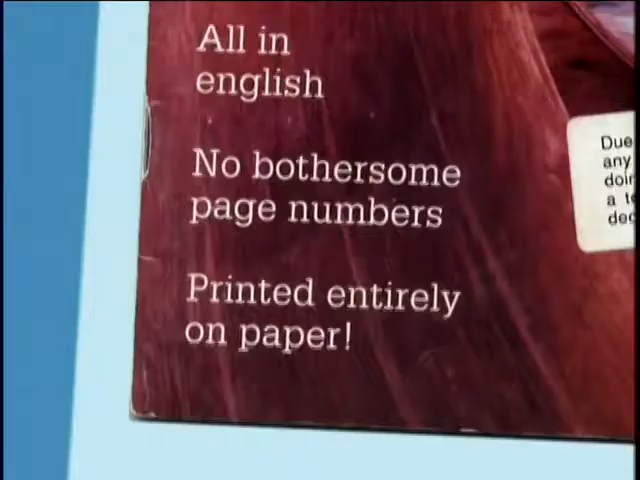 All in
english
No bothersome
page numbers
Printed entirely
on paper!
Due
any
a